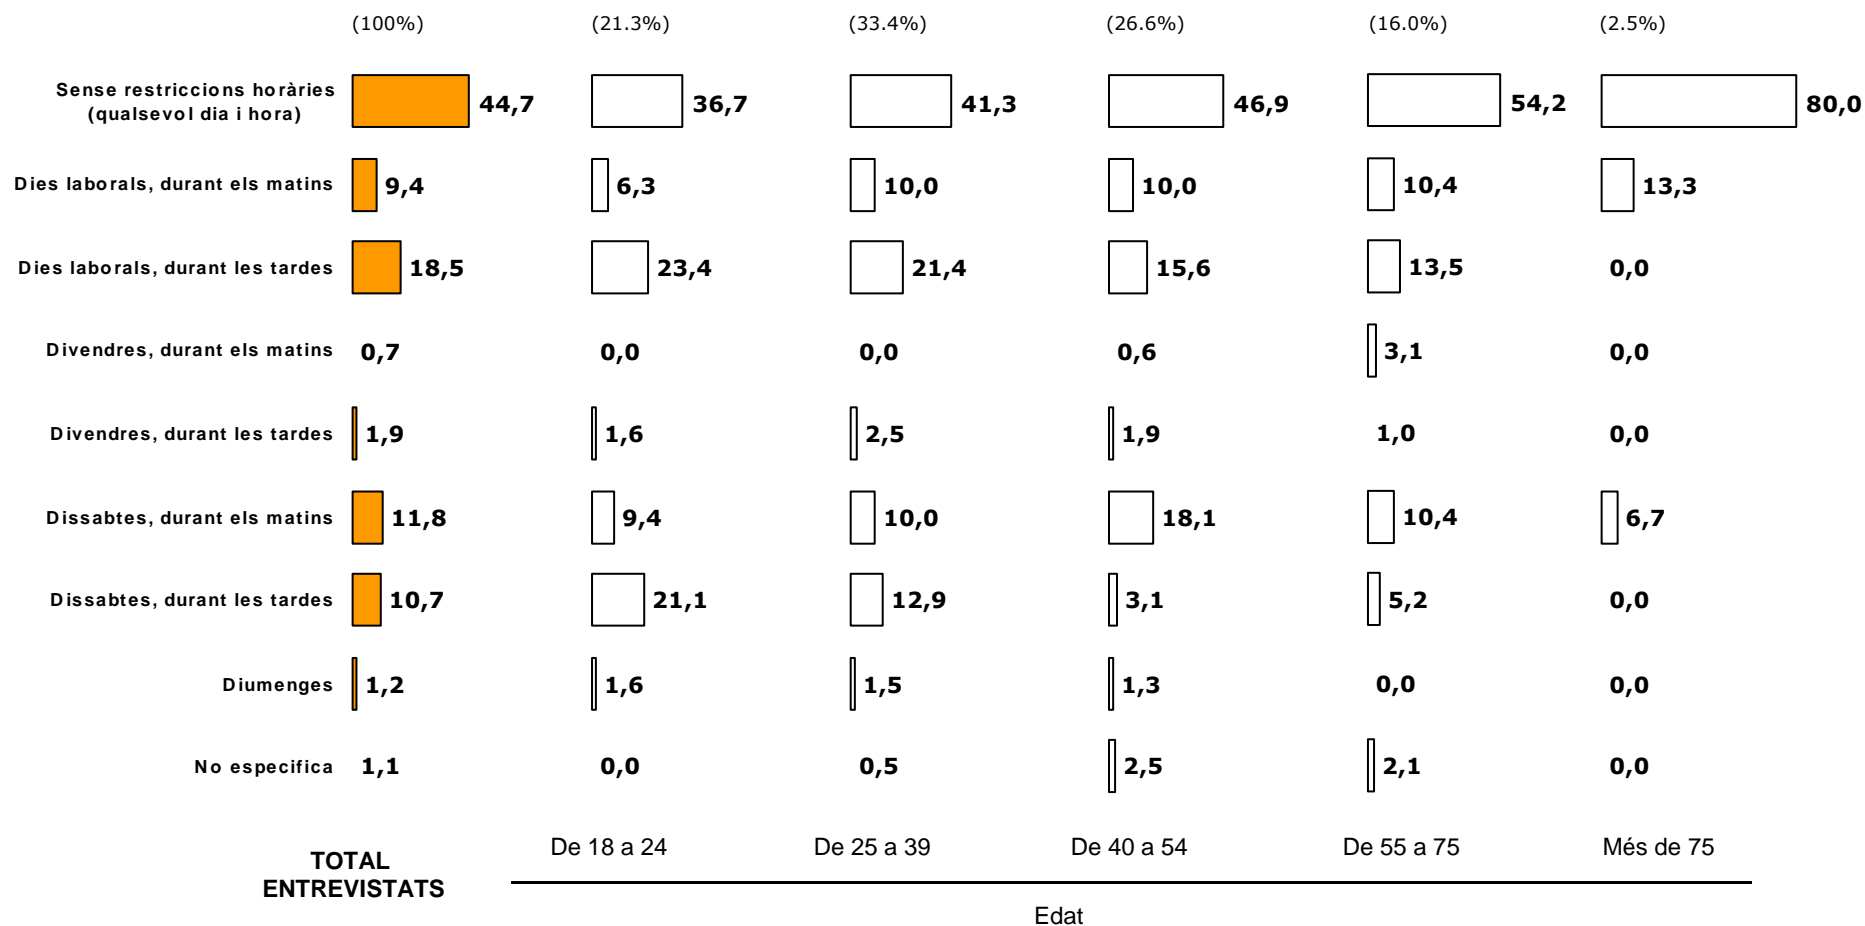 (100%) (21.3%) (33.4%) (26.6%) (16.0%) (2.5%)
Sense restriccions horàries
(qualsevol dia i hora) 44,7 36,7 41,3 46,9 54,2 80,0
Dies laborals, durant els matins 9,4 6,3 10,0 10,0 10,4 13,3
Dies laborals, durant les tardes 18,5 23,4 21,4 15,6 13,5 0,0
Divendres, durant els matins 0,7 0,0 0,0 0,6 3,1 0,0
Divendres, durant les tardes 1,9 1,6 2,5 1,9 1,0 0,0
Dissabtes, durant els matins 11,8 9,4 10,0 18,1 10,4 6,7
Dissabtes, durant les tardes 10,7 21,1 12,9 3,1 5,2 0,0
Diumenges 1,2 1,6 1,5 1,3 0,0 0,0
No especifica 1,1 0,0 0,5 2,5 2,1 0,0
TOTAL
ENTREVISTATS
De 18 a 24 De 25 a 39 De 40 a 54 De 55 a 75 Més de 75
Edat